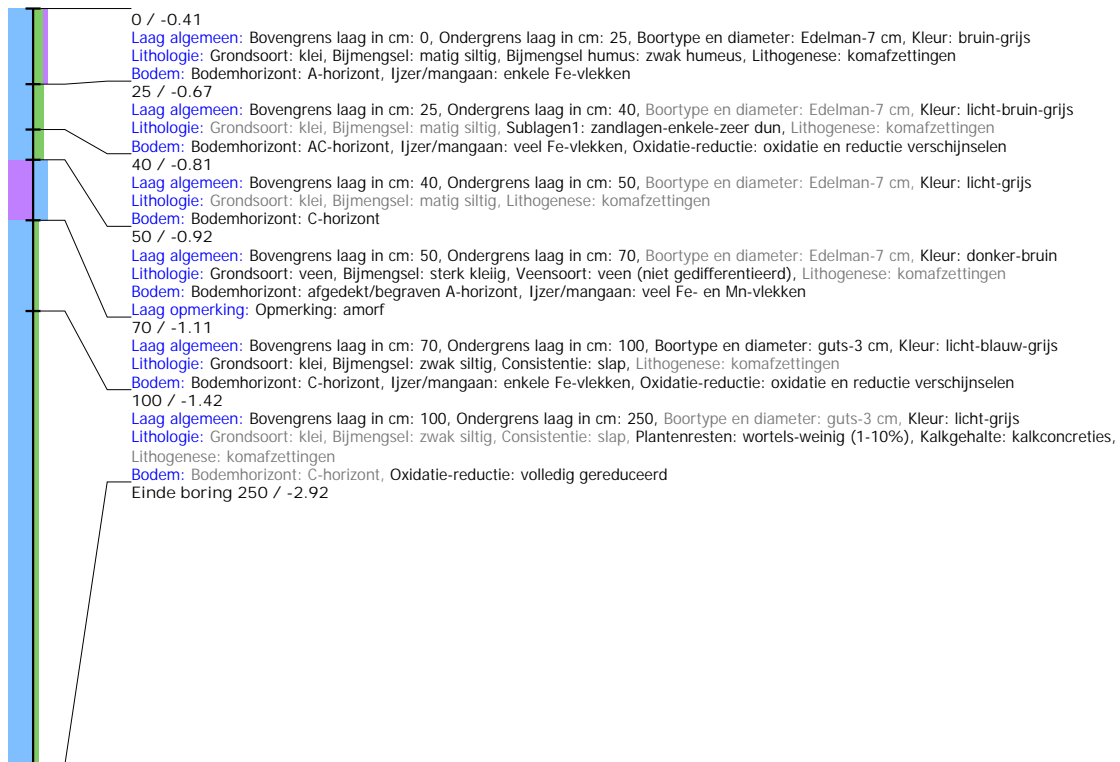 0 / -0.41
Laag algemeen: Bovengrens laag in cm: 0, Ondergrens laag in cm: 25, Boortype en diameter: Edelman-7 cm, Kleur: bruin-grijs
Lithologie: Grondsoort: klei, Bijmengsel: matig siltig, Bijmengsel humus: zwak humeus, Lithogenese: komafzettingen
Bodem: Bodemhorizont: A-horizont, Ijzer/mangaan: enkele Fe-vlekken
25 / -0.67
Laag algemeen: Bovengrens laag in cm: 25, Ondergrens laag in cm: 40, Boortype en diameter: Edelman-7 cm, Kleur: licht-bruin-grijs
Lithologie: Grondsoort: klei, Bijmengsel: matig siltig, Sublagen1: zandlagen-enkele-zeer dun, Lithogenese: komafzettingen
Bodem: Bodemhorizont: AC-horizont, Ijzer/mangaan: veel Fe-vlekken, Oxidatie-reductie: oxidatie en reductie verschijnselen
40 / -0.81
Laag algemeen: Bovengrens laag in cm: 40, Ondergrens laag in cm: 50, Boortype en diameter: Edelman-7 cm, Kleur: licht-grijs
Lithologie: Grondsoort: klei, Bijmengsel: matig siltig, Lithogenese: komafzettingen
Bodem: Bodemhorizont: C-horizont
50 / -0.92
Laag algemeen: Bovengrens laag in cm: 50, Ondergrens laag in cm: 70, Boortype en diameter: Edelman-7 cm, Kleur: donker-bruin
Lithologie: Grondsoort: veen, Bijmengsel: sterk kleiig, Veensoort: veen (niet gedifferentieerd), Lithogenese: komafzettingen
Bodem: Bodemhorizont: afgedekt/begraven A-horizont, Ijzer/mangaan: veel Fe- en Mn-vlekken
Laag opmerking: Opmerking: amorf
70 / -1.11
Laag algemeen: Bovengrens laag in cm: 70, Ondergrens laag in cm: 100, Boortype en diameter: guts-3 cm, Kleur: licht-blauw-grijs
Lithologie: Grondsoort: klei, Bijmengsel: zwak siltig, Consistentie: slap, Lithogenese: komafzettingen
Bodem: Bodemhorizont: C-horizont, Ijzer/mangaan: enkele Fe-vlekken, Oxidatie-reductie: oxidatie en reductie verschijnselen
100 / -1.42
Laag algemeen: Bovengrens laag in cm: 100, Ondergrens laag in cm: 250, Boortype en diameter: guts-3 cm, Kleur: licht-grijs
Lithologie: Grondsoort: klei, Bijmengsel: zwak siltig, Consistentie: slap, Plantenresten: wortels-weinig (1-10%), Kalkgehalte: kalkconcreties,
Lithogenese: komafzettingen
Bodem: Bodemhorizont: C-horizont, Oxidatie-reductie: volledig gereduceerd
Einde boring 250 / -2.92